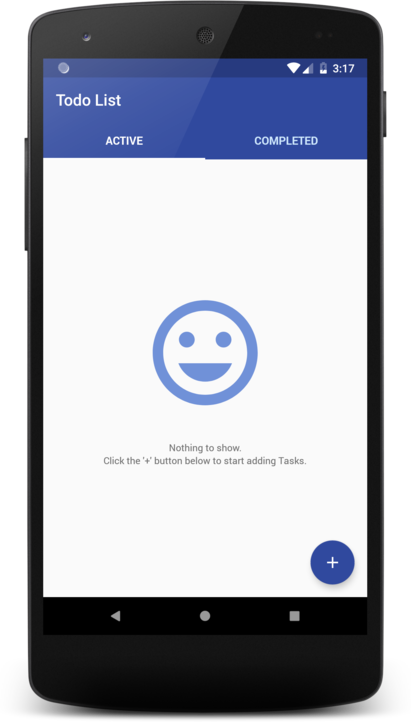 3:17
Todo List
ACTIVE COMPLETED
Nothing to show.
Click the '+' button below to start adding Tasks.
+